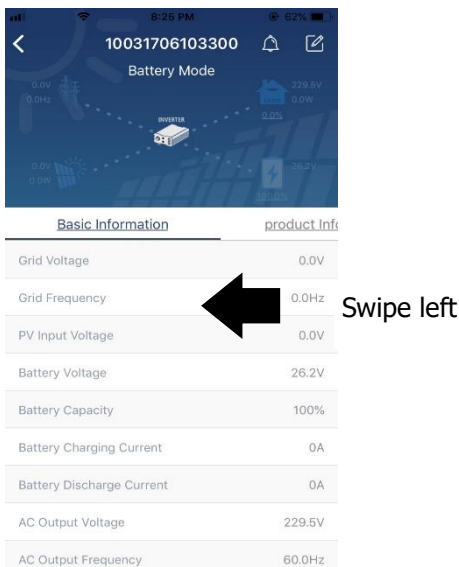 8:25 PM
62%
10031706103300
Battery Mode
0.0V
0.0Hz
229.5V
0.0W
0.0%
INVERTER
0.0V
0.0W
26.2V
100.0%
Basic Information
product Info
Grid Voltage 0.0V
Grid Frequency 0.0Hz
Swipe left
PV Input Voltage 0.0V
Battery Voltage 26.2V
Battery Capacity 100%
Battery Charging Current 0A
Battery Discharge Current 0A
AC Output Voltage 229.5V
AC Output Frequency 60.0Hz